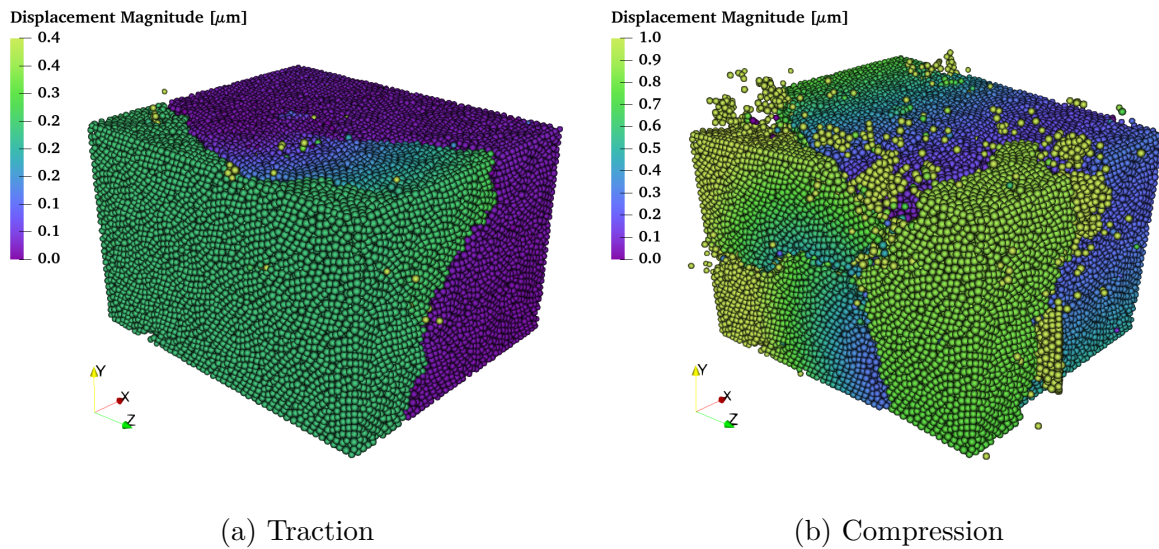 Displacement Magnitude [μm]
0.4
0.4
0.3
0.2
0.2
0.2
0.1
0.1
0.0
Y
X
Z
(a) Traction
Displacement Magnitude [μm]
1.0
0.9
0.8
0.7
0.6
0.5
0.4
0.3
0.2
0.1
0.0
Y
X
Z
(b) Compression